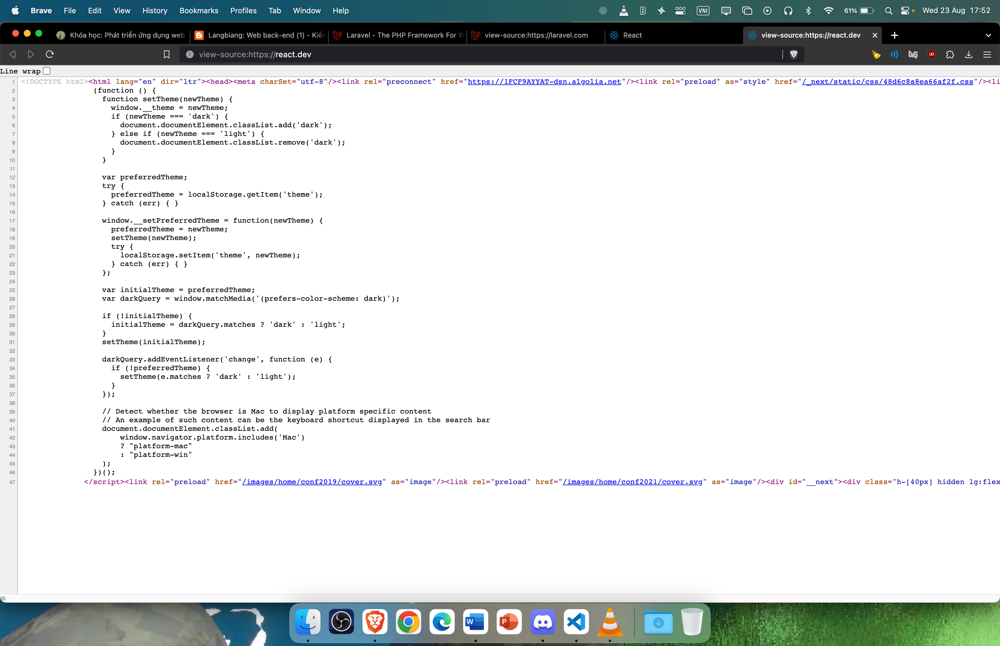 Brave File Edit View History Bookmarks Profiles Tab Window Help VNI 61% Wed 23 Aug 17:52
Khóa học: Phát triển ứng dụng web Langbiang: Web back-end (1) - Kiến Laravel - The PHP Framework For W view-source:https://laravel.com React view-source:https://react.dev
view-source:https://react.dev
Line wrap
1 <!DOCTYPE html><html lang="en" dir="ltr"><head><meta charSet="utf-8"/><link rel="preconnect" href="https://1FCF9AYYAT-dsn.algolia.net"/><link rel="preload" as="style" href="/_next/static/css/48d6c8a8ea66af2f.css"/><li
2 (function () {
3 function setTheme(newTheme) {
4 window.__theme = newTheme;
5 if (newTheme === 'dark') {
6 document.documentElement.classList.add('dark');
7 } else if (newTheme === 'light') {
8 document.documentElement.classList.remove('dark');
9 }
10 }
11
12 var preferredTheme;
13 try {
14 preferredTheme = localStorage.getItem('theme');
15 } catch (err) { }
16
17 window.__setPreferredTheme = function(newTheme) {
18 preferredTheme = newTheme;
19 setTheme(newTheme);
20 try {
21 localStorage.setItem('theme', newTheme);
22 } catch (err) { }
23 };
24
25 var initialTheme = preferredTheme;
26 var darkQuery = window.matchMedia('(prefers-color-scheme: dark)');
27
28 if (!initialTheme) {
29 initialTheme = darkQuery.matches ? 'dark' : 'light';
30 }
31 setTheme(initialTheme);
32
33 darkQuery.addEventListener('change', function (e) {
34 if (!preferredTheme) {
35 setTheme(e.matches ? 'dark' : 'light');
36 }
37 });
38
39 // Detect whether the browser is Mac to display platform specific content
40 // An example of such content can be the keyboard shortcut displayed in the search bar
41 document.documentElement.classList.add(
42 window.navigator.platform.includes('Mac')
43 ? "platform-mac"
44 : "platform-win"
45 );
46 })();
47 </script><link rel="preload" href="/images/home/conf2019/cover.svg" as="image"/><link rel="preload" href="/images/home/conf2021/cover.svg" as="image"/><div id="__next"><div class="h-[40px] hidden lg:flex